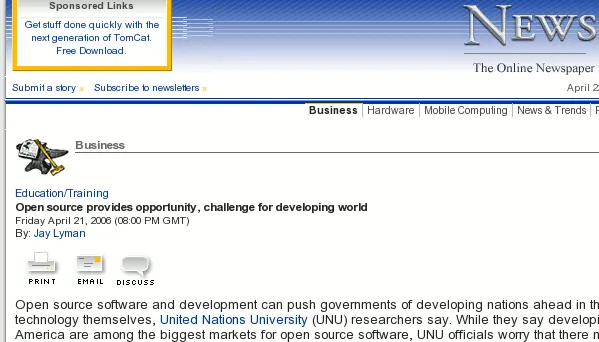 Sponsored Links
Get stuff done quickly with the
next generation of TomCat.
Free Download.
NEWS
The Online Newspaper
Submit a story »
Subscribe to newsletters »
April 2
Business | Hardware | Mobile Computing | News & Trends |
Business
Education/Training
Open source provides opportunity, challenge for developing world
Friday April 21, 2006 (08:00 PM GMT)
By: Jay Lyman
PRINT EMAIL DISCUSS
Open source software and development can push governments of developing nations ahead in th
technology themselves, United Nations University (UNU) researchers say. While they say developi
America are among the biggest markets for open source software, UNU officials worry that there n